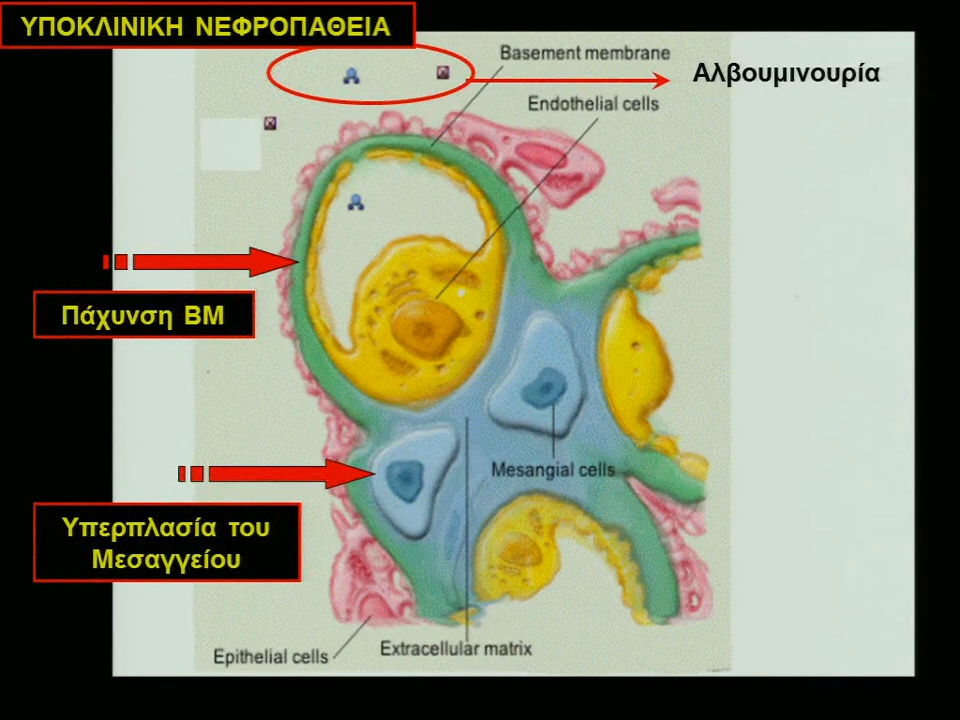 ΥΠΟΚΛΙΝΙΚΗ ΝΕΦΡΟΠΑΘΕΙΑ
Basement membrane
Αλβουμινουρία
Endothelial cells
Πάχυνση ΒΜ
Mesangial cells
Υπερπλασία του
Μεσαγγείου
Extracellular matrix
Epithelial cells